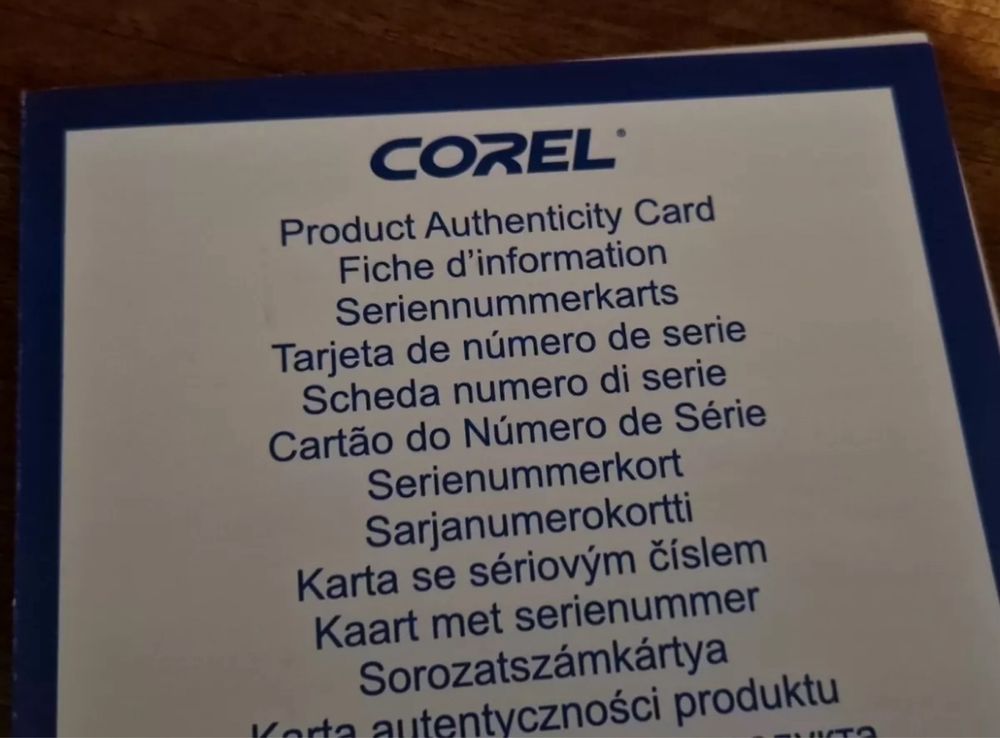 COREL
Product Authenticity Card
Fiche d'information
Seriennummerkarts
Tarjeta de número de serie
Scheda numero di serie
Cartão do Número de Série
Serienummerkort
Sarjanumerokortti
Karta se sériovým číslem
Kaart met serienummer
Sorozatszámkártya
Karta autentyczności produktu